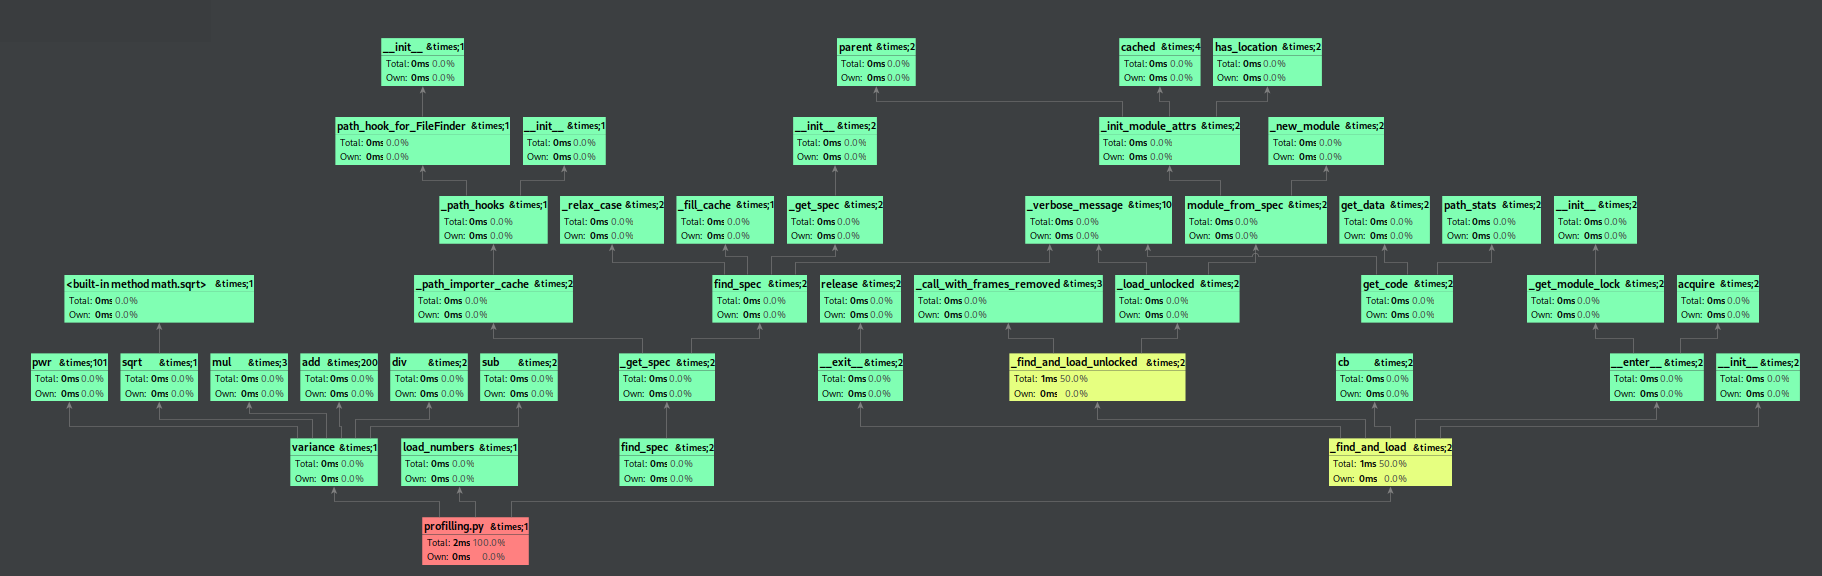 __init__ &times;1
Total: 0ms 0.0%
Own: 0ms 0.0%
parent &times;2
Total: 0ms 0.0%
Own: 0ms 0.0%
cached &times;4
Total: 0ms 0.0%
Own: 0ms 0.0%
has_location &times;2
Total: 0ms 0.0%
Own: 0ms 0.0%
path_hook_for_FileFinder &times;1
Total: 0ms 0.0%
Own: 0ms 0.0%
__init__ &times;1
Total: 0ms 0.0%
Own: 0ms 0.0%
__init__ &times;2
Total: 0ms 0.0%
Own: 0ms 0.0%
_init_module_attrs &times;2
Total: 0ms 0.0%
Own: 0ms 0.0%
_new_module &times;2
Total: 0ms 0.0%
Own: 0ms 0.0%
_path_hooks &times;1
Total: 0ms 0.0%
Own: 0ms 0.0%
_relax_case &times;2
Total: 0ms 0.0%
Own: 0ms 0.0%
_fill_cache &times;1
Total: 0ms 0.0%
Own: 0ms 0.0%
_get_spec &times;2
Total: 0ms 0.0%
Own: 0ms 0.0%
_verbose_message &times;10
Total: 0ms 0.0%
Own: 0ms 0.0%
module_from_spec &times;2
Total: 0ms 0.0%
Own: 0ms 0.0%
get_data &times;2
Total: 0ms 0.0%
Own: 0ms 0.0%
path_stats &times;2
Total: 0ms 0.0%
Own: 0ms 0.0%
__init__ &times;2
Total: 0ms 0.0%
Own: 0ms 0.0%
<built-in method math.sqrt> &times;1
Total: 0ms 0.0%
Own: 0ms 0.0%
_path_importer_cache &times;2
Total: 0ms 0.0%
Own: 0ms 0.0%
find_spec &times;2
Total: 0ms 0.0%
Own: 0ms 0.0%
release &times;2
Total: 0ms 0.0%
Own: 0ms 0.0%
_call_with_frames_removed &times;3
Total: 0ms 0.0%
Own: 0ms 0.0%
_load_unlocked &times;2
Total: 0ms 0.0%
Own: 0ms 0.0%
get_code &times;2
Total: 0ms 0.0%
Own: 0ms 0.0%
_get_module_lock &times;2
Total: 0ms 0.0%
Own: 0ms 0.0%
acquire &times;2
Total: 0ms 0.0%
Own: 0ms 0.0%
pwr &times;101
Total: 0ms 0.0%
Own: 0ms 0.0%
sqrt &times;1
Total: 0ms 0.0%
Own: 0ms 0.0%
mul &times;3
Total: 0ms 0.0%
Own: 0ms 0.0%
add &times;200
Total: 0ms 0.0%
Own: 0ms 0.0%
div &times;2
Total: 0ms 0.0%
Own: 0ms 0.0%
sub &times;2
Total: 0ms 0.0%
Own: 0ms 0.0%
_get_spec &times;2
Total: 0ms 0.0%
Own: 0ms 0.0%
__exit__ &times;2
Total: 0ms 0.0%
Own: 0ms 0.0%
_find_and_load_unlocked &times;2
Total: 1ms 50.0%
Own: 0ms 0.0%
cb &times;2
Total: 0ms 0.0%
Own: 0ms 0.0%
__enter__ &times;2
Total: 0ms 0.0%
Own: 0ms 0.0%
__init__ &times;2
Total: 0ms 0.0%
Own: 0ms 0.0%
variance &times;1
Total: 0ms 0.0%
Own: 0ms 0.0%
load_numbers &times;1
Total: 0ms 0.0%
Own: 0ms 0.0%
find_spec &times;2
Total: 0ms 0.0%
Own: 0ms 0.0%
_find_and_load &times;2
Total: 1ms 50.0%
Own: 0ms 0.0%
profilling.py &times;1
Total: 2ms 100.0%
Own: 0ms 0.0%